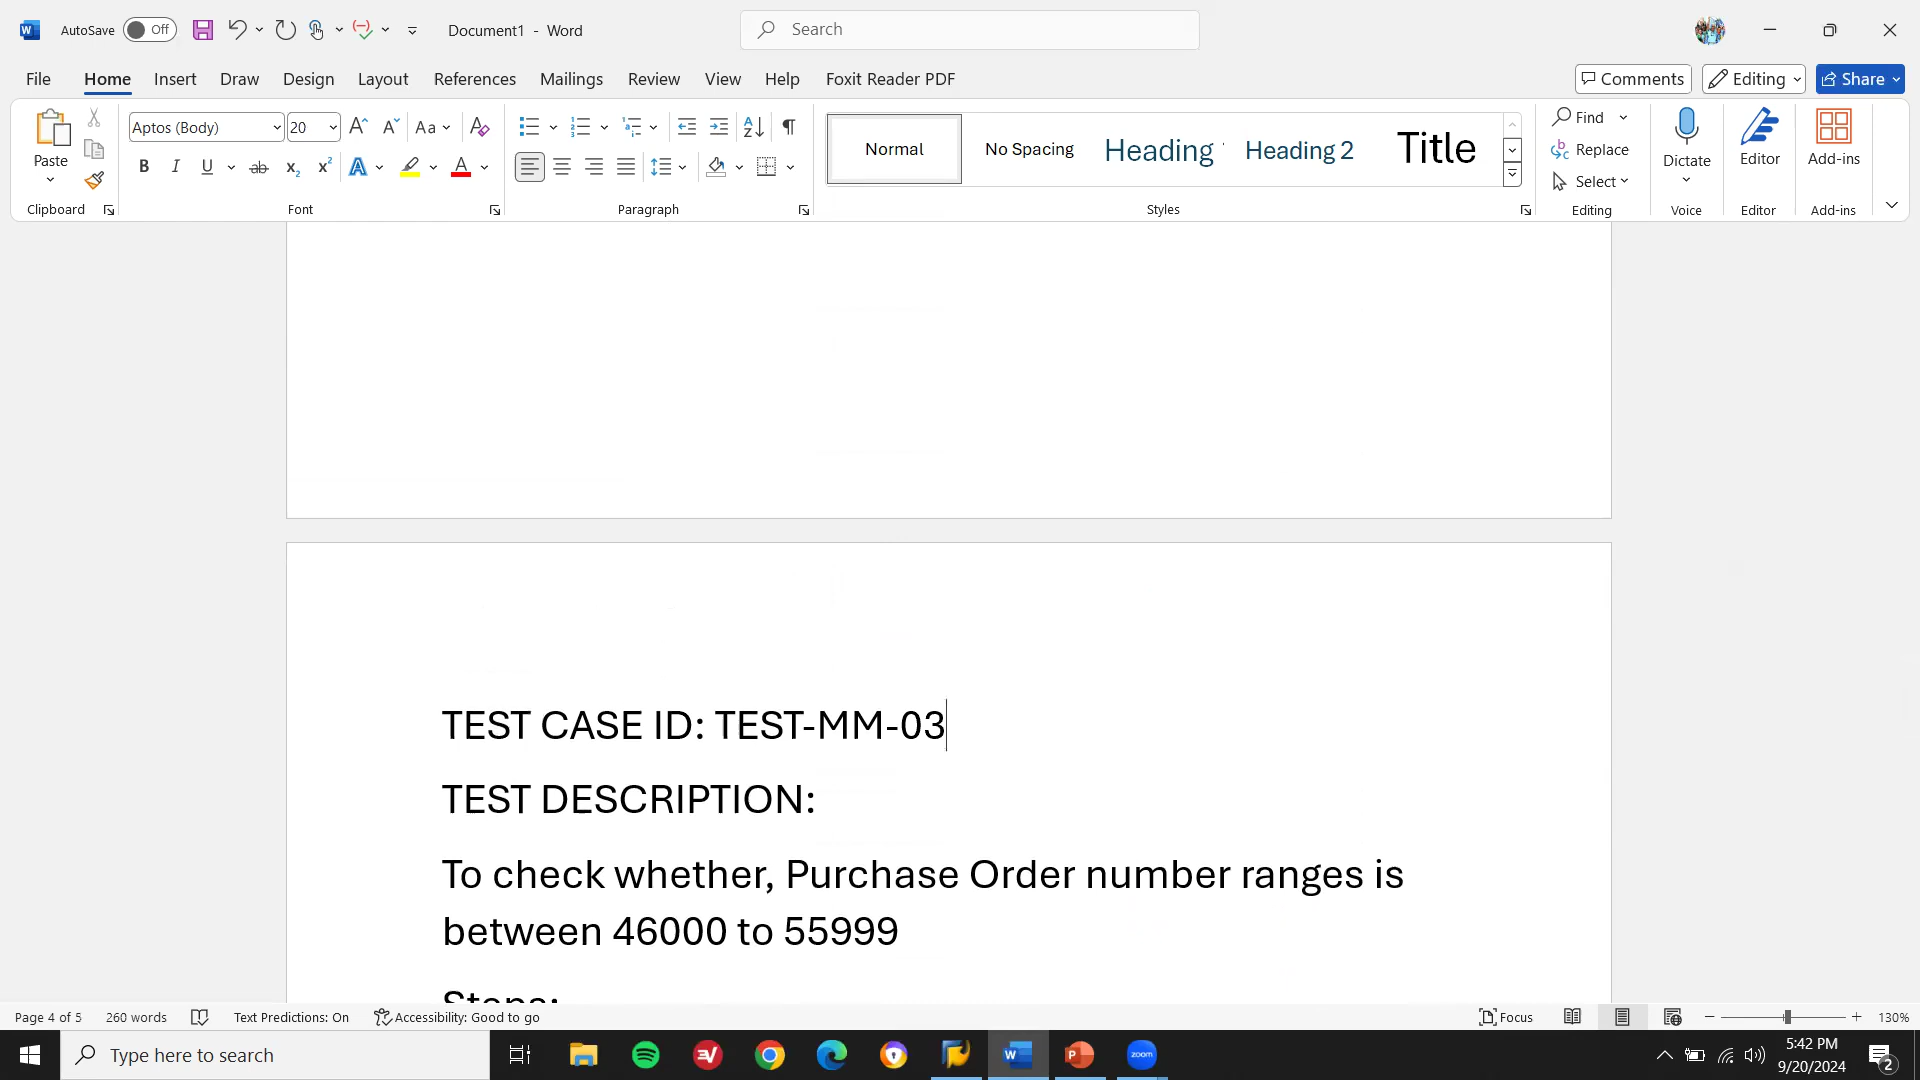 AutoSave Off Document1 - Word Search
File Home Insert Draw Design Layout References Mailings Review View Help Foxit Reader PDF Comments Editing Share
Paste Aptos (Body) 20 Aa Normal No Spacing Heading Heading 2 Title Find Replace Select Dictate Editor Add-ins
Clipboard Font Paragraph Styles Editing Voice Editor Add-ins
TEST CASE ID: TEST-MM-03
TEST DESCRIPTION:
To check whether, Purchase Order number ranges is
between 46000 to 55999
Steps:
Page 4 of 5 260 words Text Predictions: On Accessibility: Good to go Focus 130%
Type here to search zoom 5:42 PM
9/20/2024 2